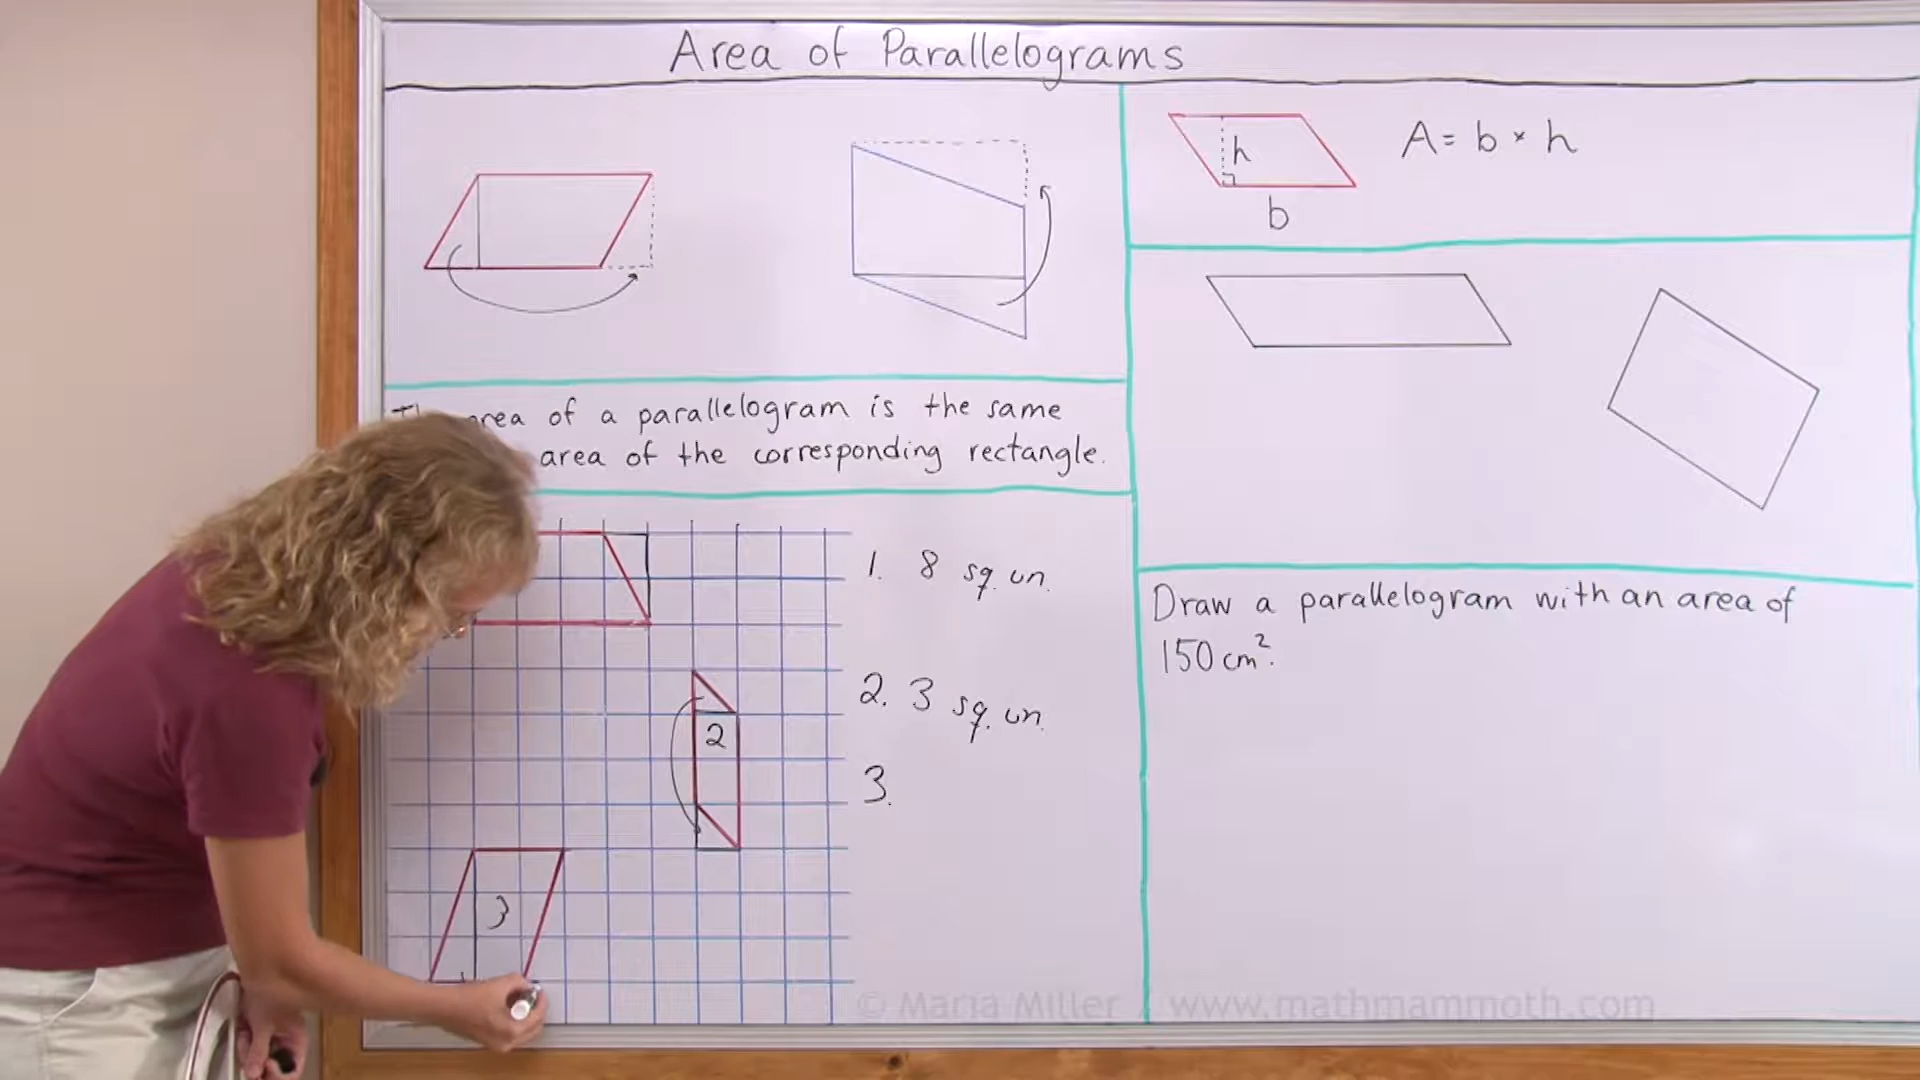 Area of Parallelograms
h
b
A = b * h
area of a parallelogram is the same
area of the corresponding rectangle.
1. 8 sq. un.
2. 3 sq. un.
3.
2
3
Draw a parallelogram with an area of
150 cm².
© Maria Miller / www.mathmammoth.com